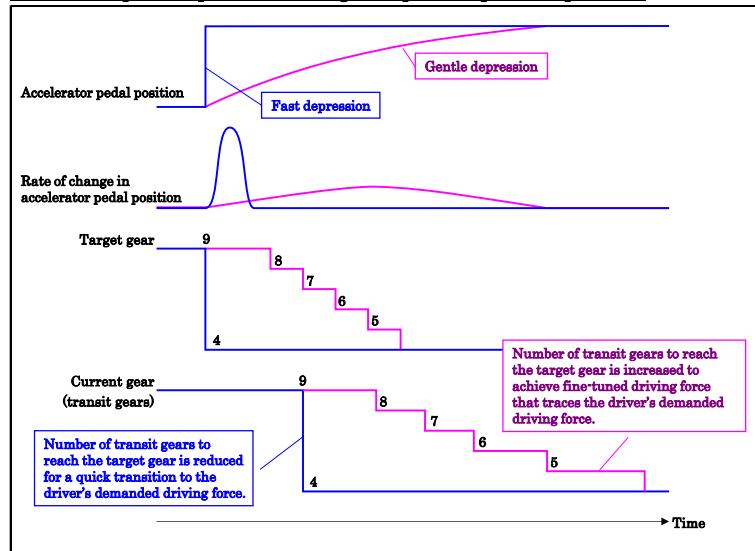 Gentle depression
Accelerator pedal position
Fast depression
Rate of change in
accelerator pedal position
Target gear
9
8
7
6
5
4
Number of transit gears to reach
the target gear is increased to
achieve fine-tuned driving force
that traces the driver's demanded
driving force.
Current gear
(transit gears)
9
8
7
6
5
4
Number of transit gears to
reach the target gear is reduced
for a quick transition to the
driver's demanded driving force.
Time